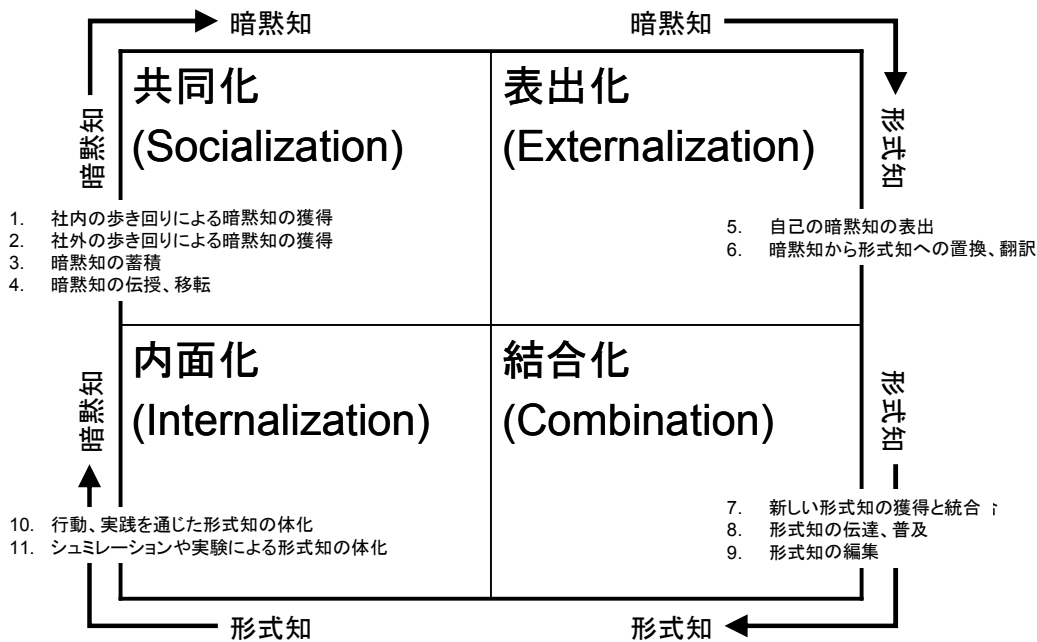 暗黙知
暗黙知
共同化
(Socialization)
表出化
(Externalization)
暗黙知
形式知
1. 社内の歩き回りによる暗黙知の獲得
2. 社外の歩き回りによる暗黙知の獲得
3. 暗黙知の蓄積
4. 暗黙知の伝授、移転
5. 自己の暗黙知の表出
6. 暗黙知から形式知への置換、翻訳
内面化
(Internalization)
結合化
(Combination)
暗黙知
形式知
10. 行動、実践を通じた形式知の体化
11. シュミレーションや実験による形式知の体化
7. 新しい形式知の獲得と統合
8. 形式知の伝達、普及
9. 形式知の編集
形式知
形式知